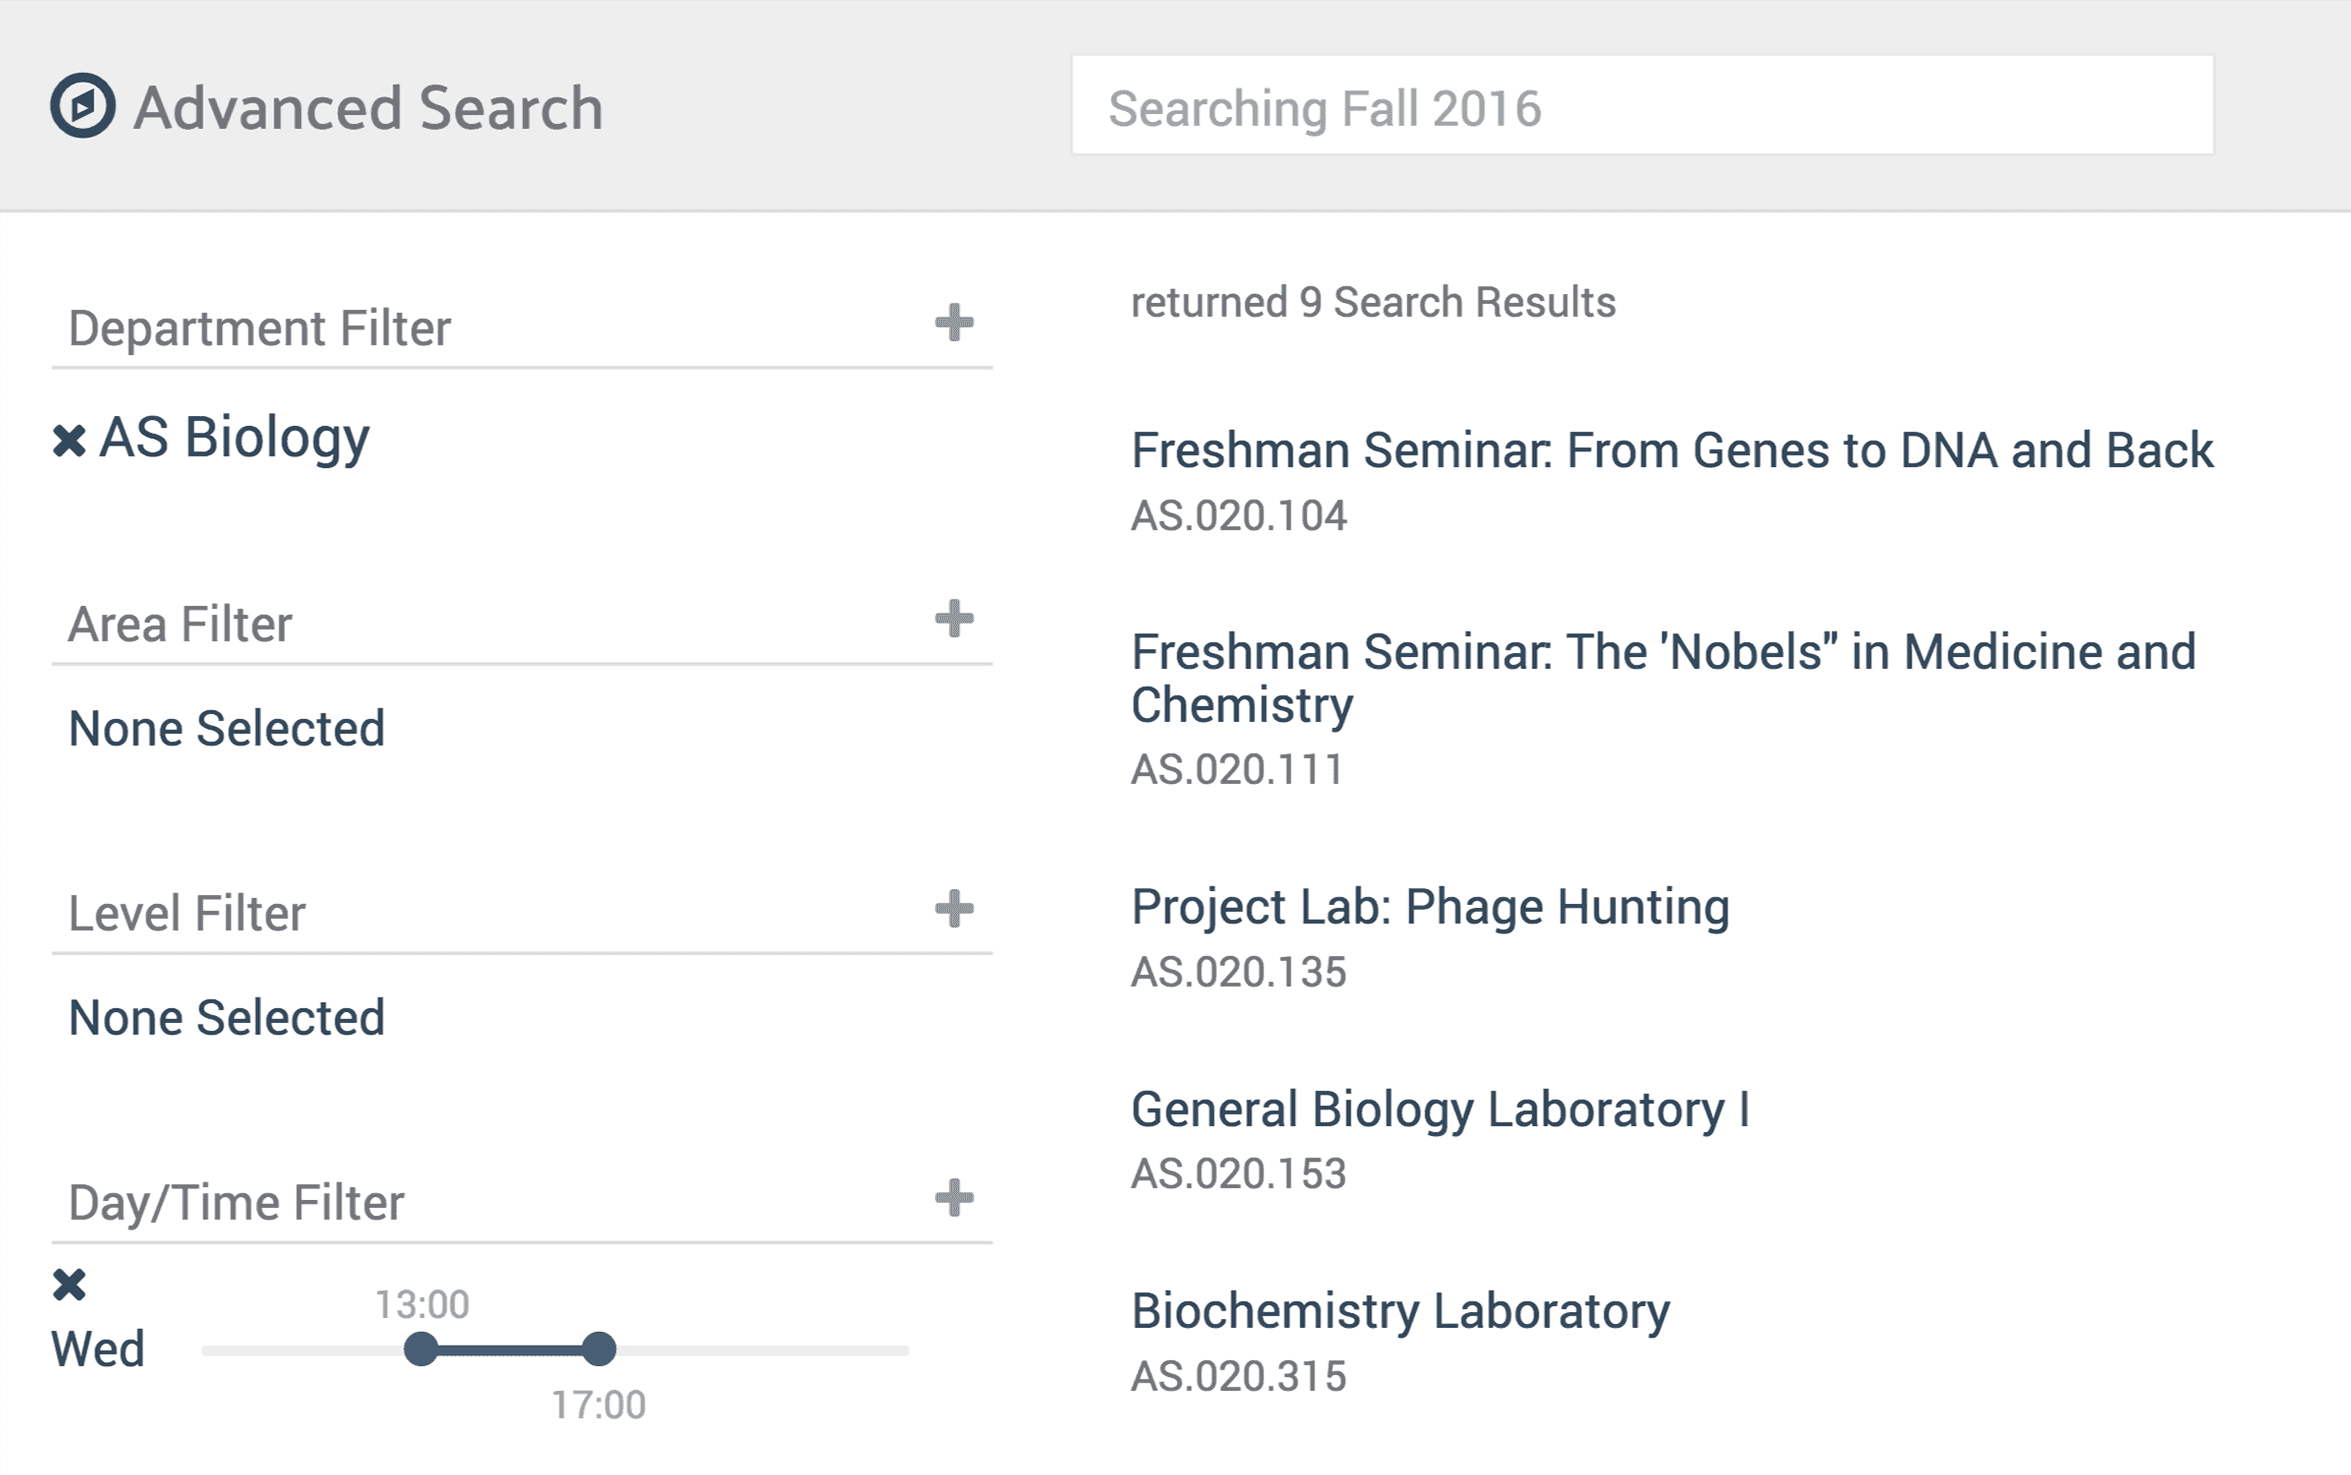 Advanced Search
Searching Fall 2016
Department Filter
AS Biology
Area Filter
None Selected
Level Filter
None Selected
Day/Time Filter
13:00
Wed
17:00
returned 9 Search Results
Freshman Seminar: From Genes to DNA and Back
AS.020.104
Freshman Seminar: The 'Nobels" in Medicine and
Chemistry
AS.020.111
Project Lab: Phage Hunting
AS.020.135
General Biology Laboratory I
AS.020.153
Biochemistry Laboratory
AS.020.315